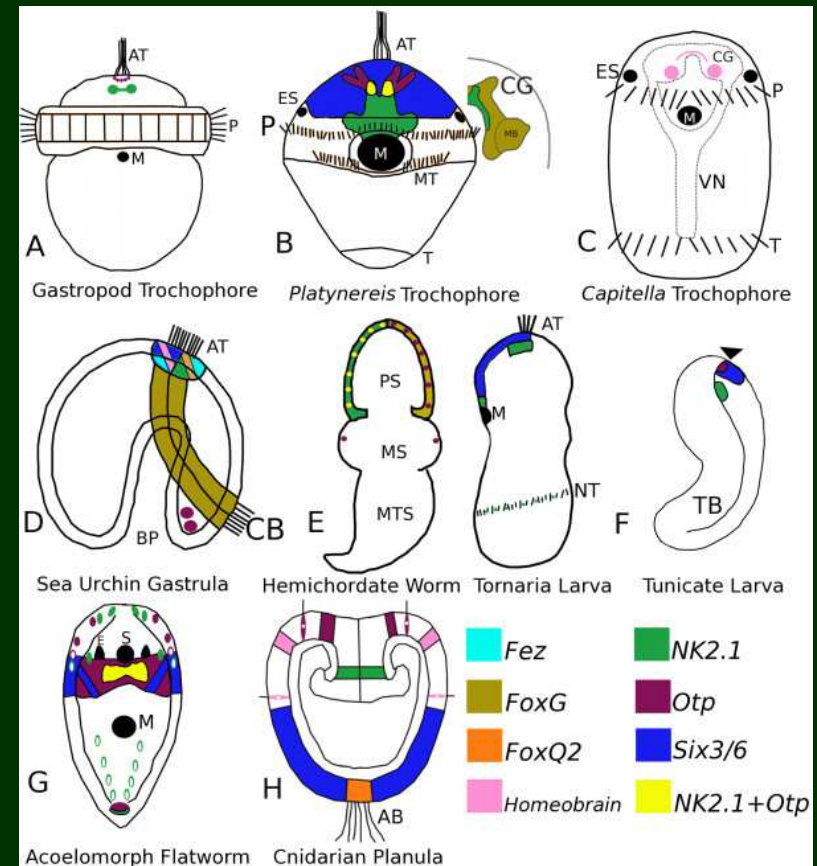 AT
P
M
A
Gastropod Trochophore
AT
ES
P
M
MT
T
CG
MB
B
Platynereis Trochophore
CG
ES
P
M
VN
C
T
Capitella Trochophore
AT
D
BP
CB
Sea Urchin Gastrula
PS
MS
MTS
E
Hemichordate Worm
AT
M
NT
Tornaria Larva
TB
F
Tunicate Larva
E
S
M
G
Acoelomorph Flatworm
H
AB
Cnidarian Planula
Fez
FoxG
FoxQ2
Homeobrain
NK2.1
Otp
Six3/6
NK2.1+Otp